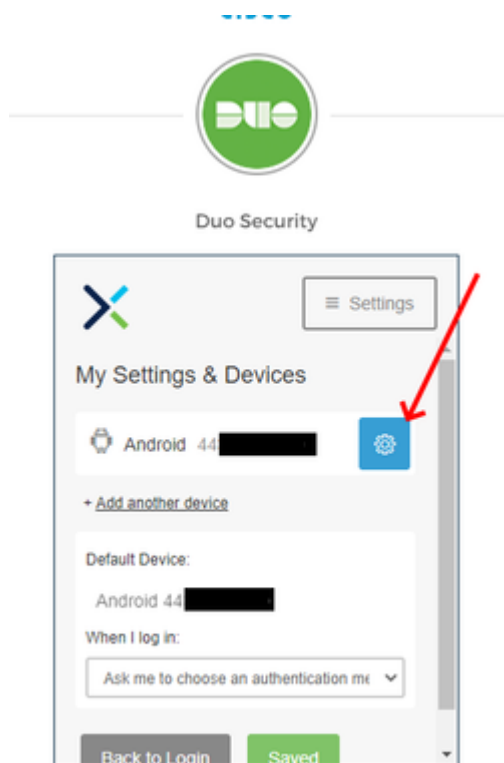 DUO
Duo Security
≡ Settings
My Settings & Devices
Android 44
+ Add another device
Default Device:
Android 44
When I log in:
Ask me to choose an authentication me
Back to Login Saved